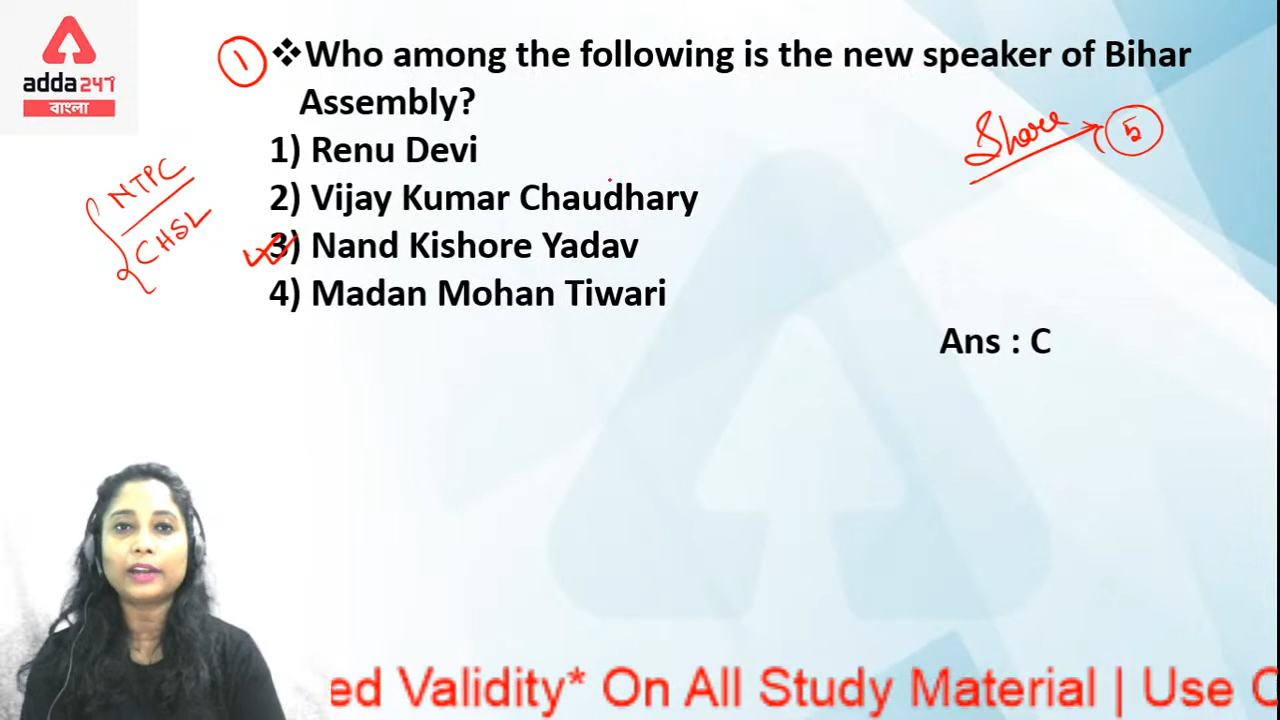 adda247
বাংলা
১
❖Who among the following is the new speaker of Bihar
Assembly?
1) Renu Devi
2) Vijay Kumar Chaudhary
3) Nand Kishore Yadav
4) Madan Mohan Tiwari
Ans : C
NTPC
CHSL
Share
5
ed Validity* On All Study Material | Use C